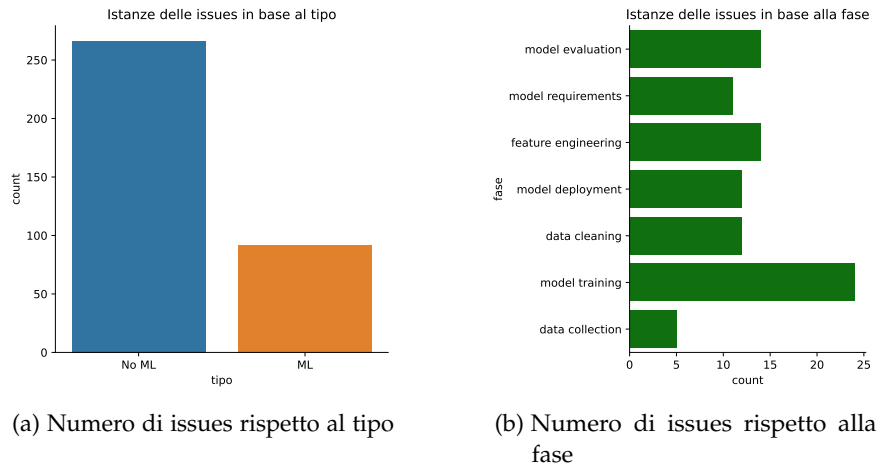 Istanze delle issues in base al tipo
250
200
150
100
50
0
count
No ML
ML
tipo
(a) Numero di issues rispetto al tipo
Istanze delle issues in base alla fase
model evaluation
model requirements
feature engineering
model deployment
data cleaning
model training
data collection
fase
0 5 10 15 20 25
count
(b) Numero di issues rispetto alla
fase